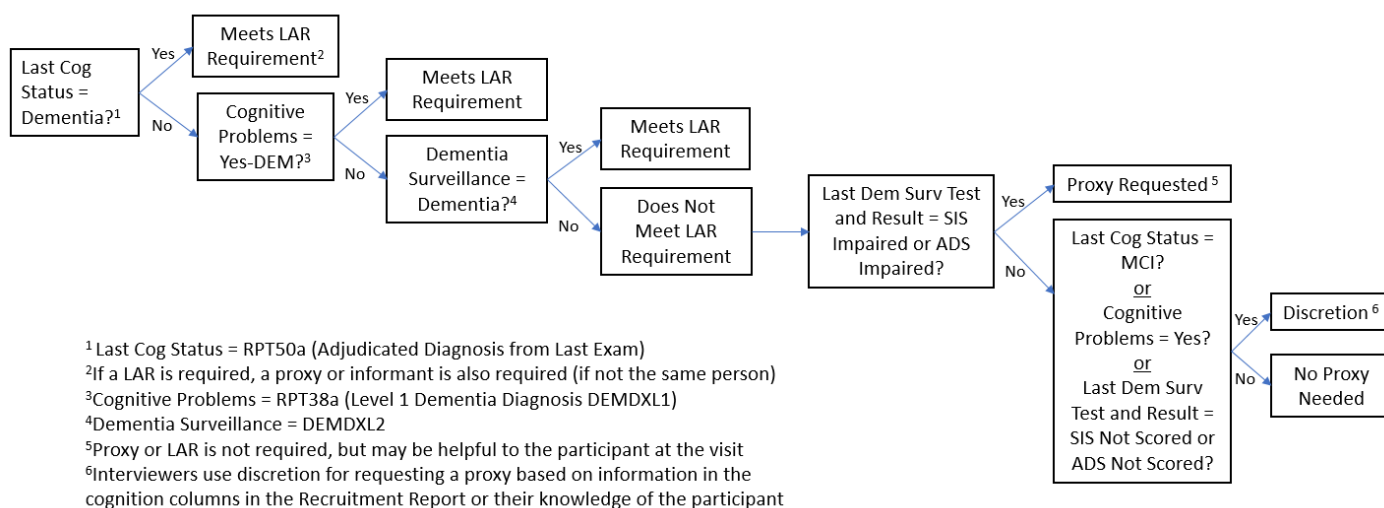 Last Cog
Status =
Dementia?¹
Yes
No
Meets LAR
Requirement²
Cognitive
Problems =
Yes-DEM?³
Yes
No
Meets LAR
Requirement
Dementia
Surveillance =
Dementia?⁴
Yes
No
Meets LAR
Requirement
Does Not
Meet LAR
Requirement
Last Dem Surv Test
and Result = SIS
Impaired or ADS
Impaired?
Yes
No
Proxy Requested ⁵
Last Cog Status =
MCI?
or
Cognitive
Problems = Yes?
or
Last Dem Surv
Test and Result =
SIS Not Scored or
ADS Not Scored?
Yes
No
Discretion ⁶
No Proxy
Needed
¹ Last Cog Status = RPT50a (Adjudicated Diagnosis from Last Exam)
²If a LAR is required, a proxy or informant is also required (if not the same person)
³Cognitive Problems = RPT38a (Level 1 Dementia Diagnosis DEMDXL1)
⁴Dementia Surveillance = DEMDXL2
⁵Proxy or LAR is not required, but may be helpful to the participant at the visit
⁶Interviewers use discretion for requesting a proxy based on information in the
cognition columns in the Recruitment Report or their knowledge of the participant